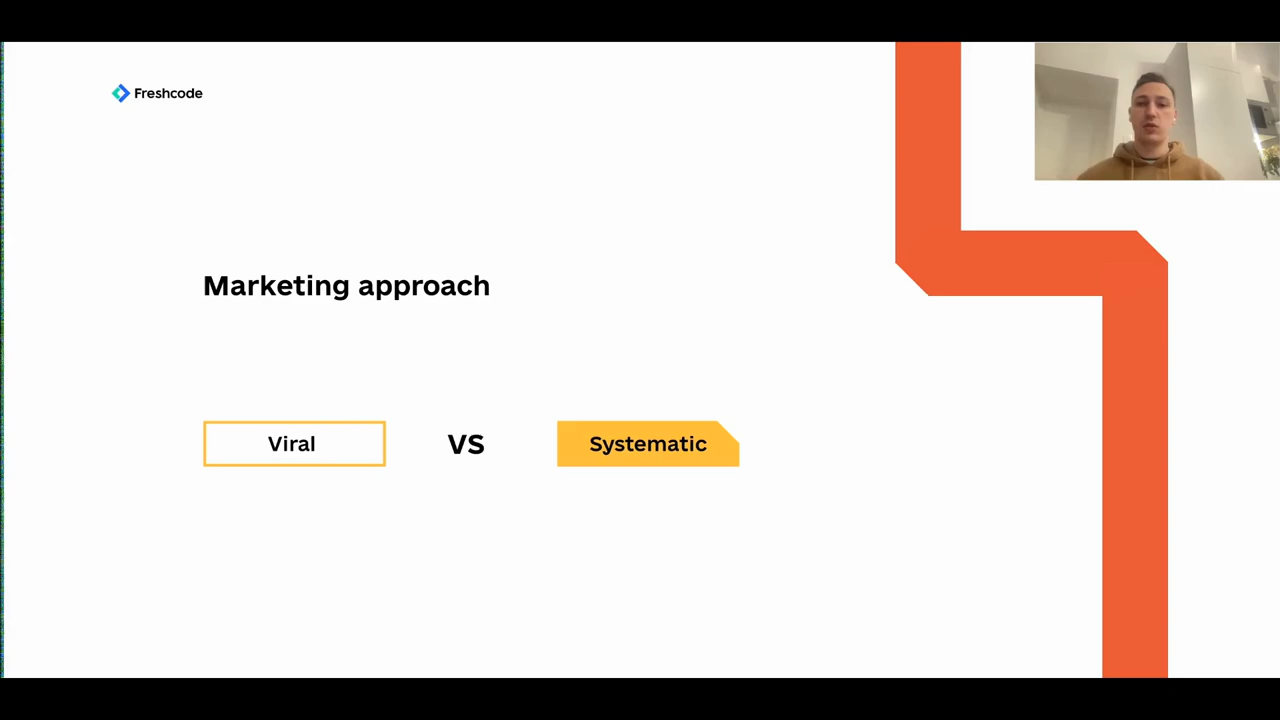 Freshcode
Marketing approach
Viral
VS
Systematic